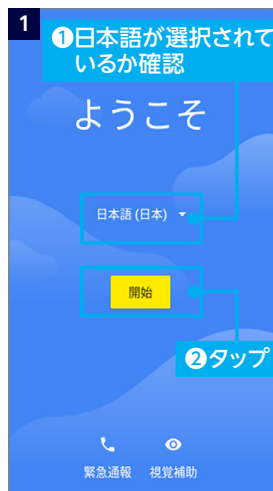 1
❶日本語が選択されて
いるか確認
ようこそ
日本語 (日本)
開始
❷タップ
緊急通報 視覚補助